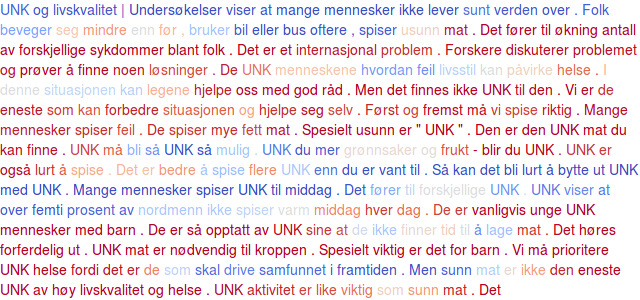 UNK og livskvalitet | Undersøkelser viser at mange mennesker ikke lever sunt verden over . Folk
beveger seg mindre enn før , bruker bil eller bus oftere , spiser usunn mat . Det fører til økning antall
av forskjellige sykdommer blant folk . Det er et internasjonal problem . Forskere diskuterer problemet
og prøver å finne noen løsninger . De UNK menneskene hvordan feil livsstil kan påvirke helse . I
denne situasjonen kan legene hjelpe oss med god råd . Men det finnes ikke UNK til den . Vi er de
eneste som kan forbedre situasjonen og hjelpe seg selv . Først og fremst må vi spise riktig . Mange
mennesker spiser feil . De spiser mye fett mat . Spesielt usunn er " UNK " . Den er den UNK mat du
kan finne . UNK må bli så UNK så mulig . UNK du mer grønnsaker og frukt - blir du UNK . UNK er
også lurt å spise . Det er bedre å spise flere UNK enn du er vant til . Så kan det bli lurt å bytte ut UNK
med UNK . Mange mennesker spiser UNK til middag . Det fører til forskjellige UNK . UNK viser at
over femti prosent av nordmenn ikke spiser varm middag hver dag . De er vanligvis unge UNK
mennesker med barn . De er så opptatt av UNK sine at de ikke finner tid til å lage mat . Det høres
forferdelig ut . UNK mat er nødvendig til kroppen . Spesielt viktig er det for barn . Vi må prioritere
UNK helse fordi det er de som skal drive samfunnet i framtiden . Men sunn mat er ikke den eneste
UNK av høy livskvalitet og helse . UNK aktivitet er like viktig som sunn mat . Det